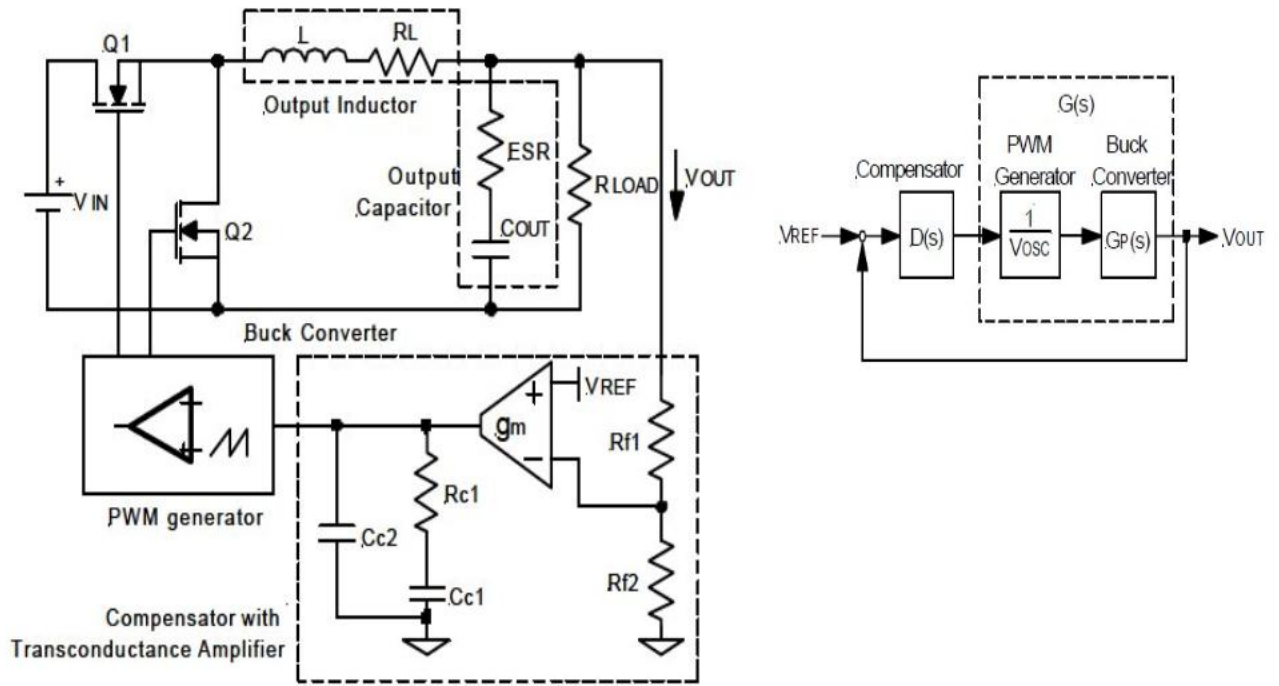 Q1
L
RL
Output Inductor
VIN
+
Q2
ESR
Output
Capacitor
COUT
RLOAD
VOUT
Buck Converter
PWM generator
gm
+
−
VREF
Rf1
Rf2
Rc1
Cc2
Cc1
+
+
Compensator with
Transconductance Amplifier
G(s)
PWM
Generator
Buck
Converter
Compensator
VREF
D(s)
1
VOSC
GP(s)
VOUT